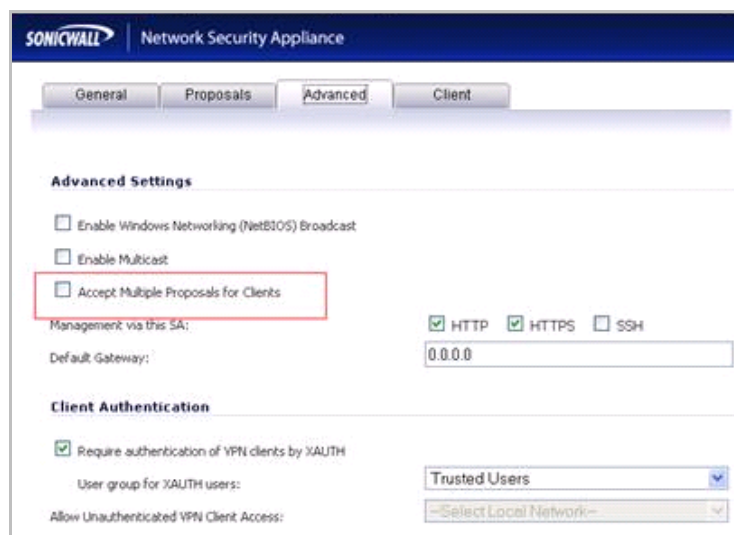 SONICWALL Network Security Appliance
General Proposals Advanced Client
Advanced Settings
Enable Windows Networking (NetBIOS) Broadcast
Enable Multicast
Accept Multiple Proposals for Clients
Management via this SA: HTTP HTTPS SSH
Default Gateway: 0.0.0.0
Client Authentication
Require authentication of VPN clients by XAUTH
User group for XAUTH users: Trusted Users
Allow Unauthenticated VPN Client Access: --Select Local Network--